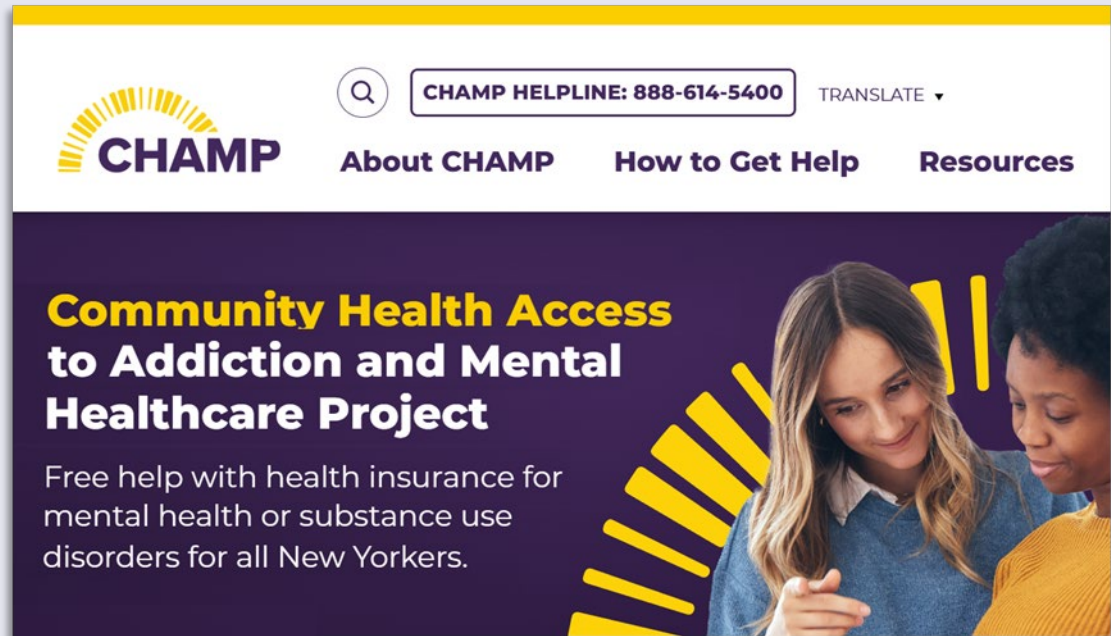 CHAMP
CHAMP HELPLINE: 888-614-5400
TRANSLATE
About CHAMP
How to Get Help
Resources
Community Health Access
to Addiction and Mental
Healthcare Project
Free help with health insurance for
mental health or substance use
disorders for all New Yorkers.